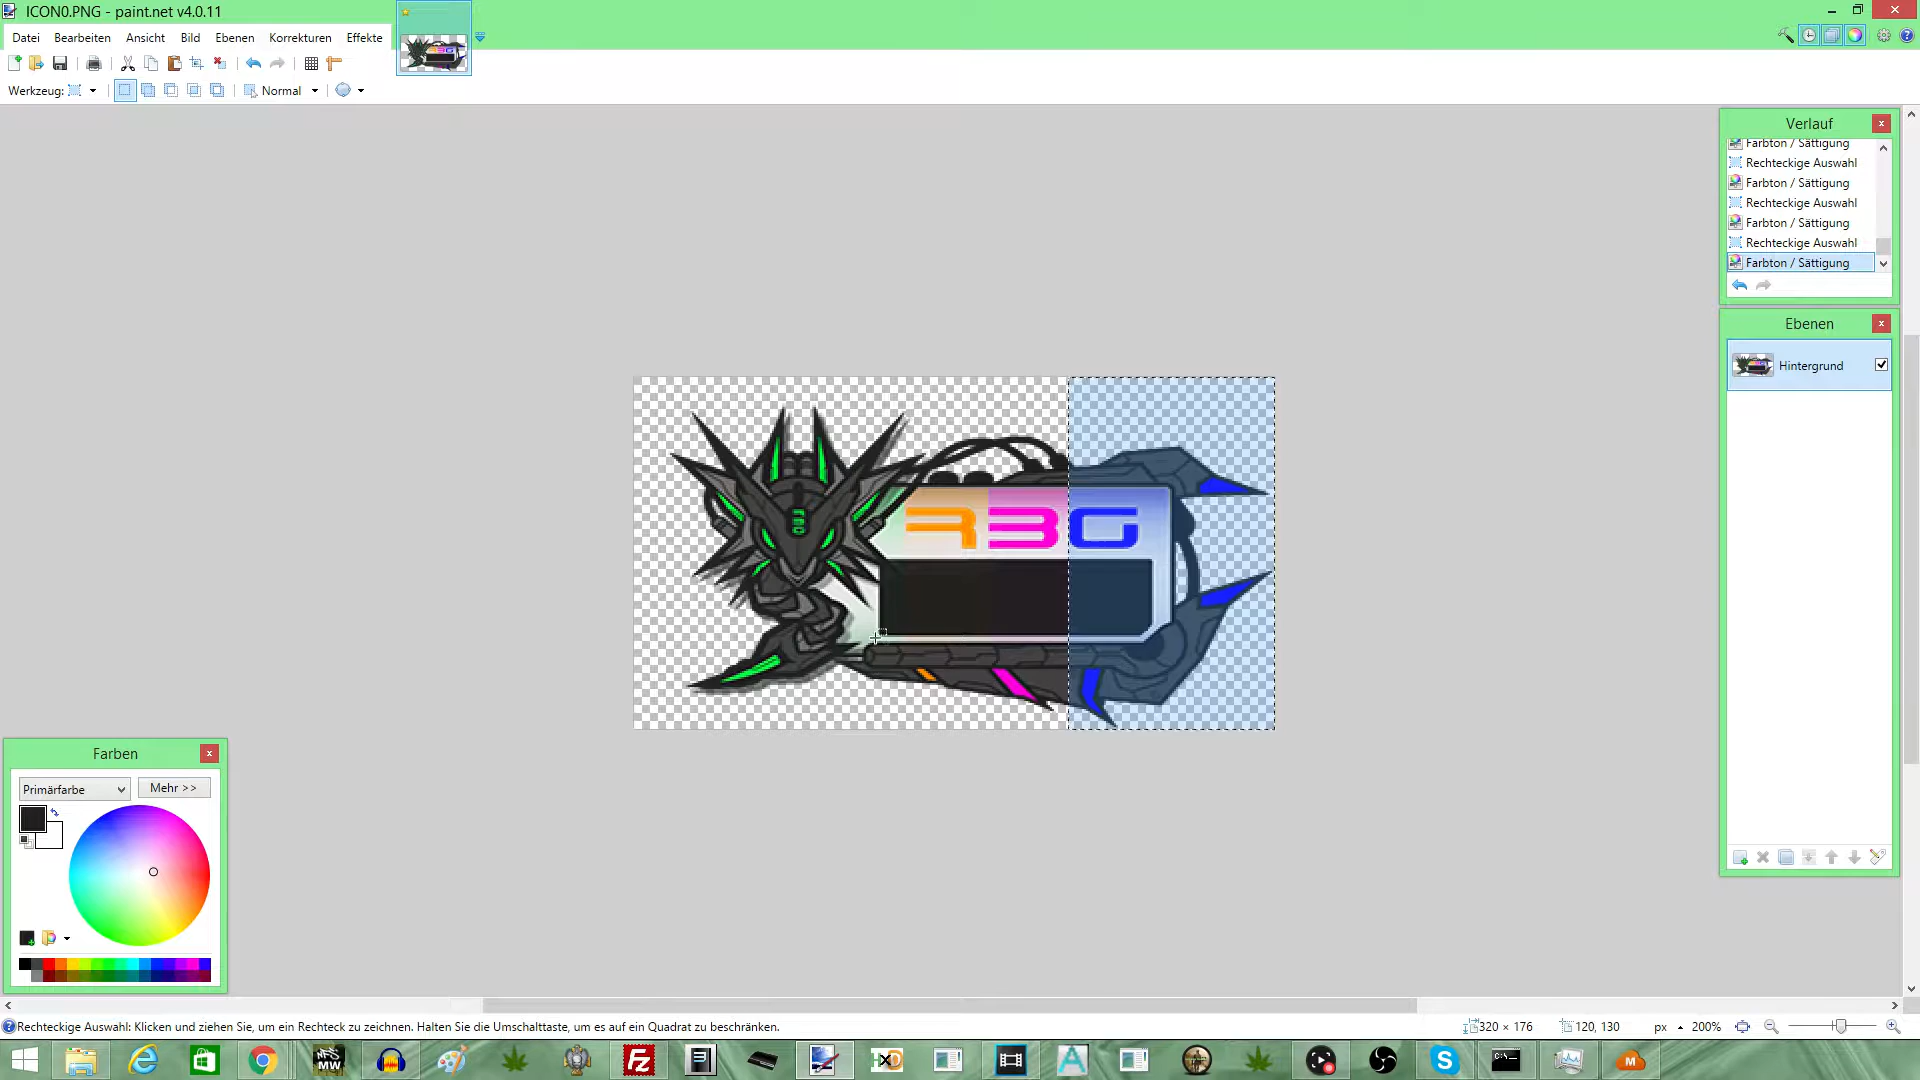 ICON0.PNG - paint.net v4.0.11
Datei Bearbeiten Ansicht Bild Ebenen Korrekturen Effekte
Werkzeug: Normal
Verlauf
Farbton / Sättigung
Rechteckige Auswahl
Farbton / Sättigung
Rechteckige Auswahl
Farbton / Sättigung
Rechteckige Auswahl
Farbton / Sättigung
Ebenen
Hintergrund
R3G
Farben
Primärfarbe
Mehr >>
Rechteckige Auswahl: Klicken und ziehen Sie, um ein Rechteck zu zeichnen. Halten Sie die Umschalttaste, um es auf ein Quadrat zu beschränken.
320 × 176
120, 130
px
200%
NFS
MW
Fz
S
M